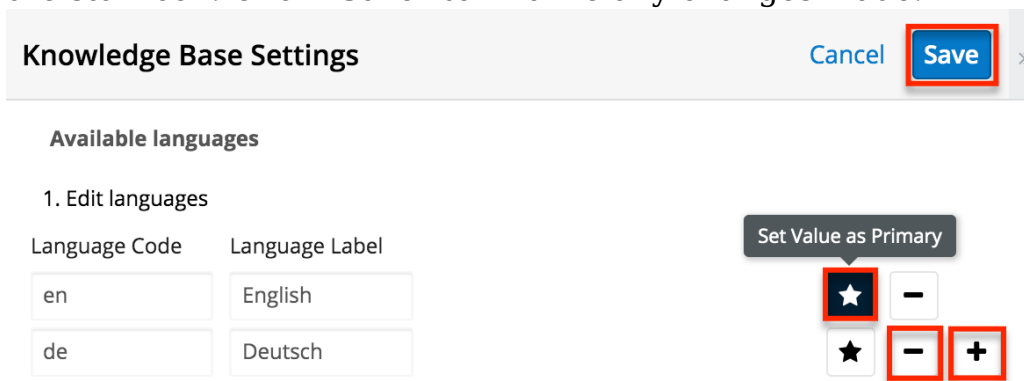 Knowledge Base Settings Cancel Save
Available languages
1. Edit languages
Set Value as Primary
Language Code Language Label
en English
de Deutsch